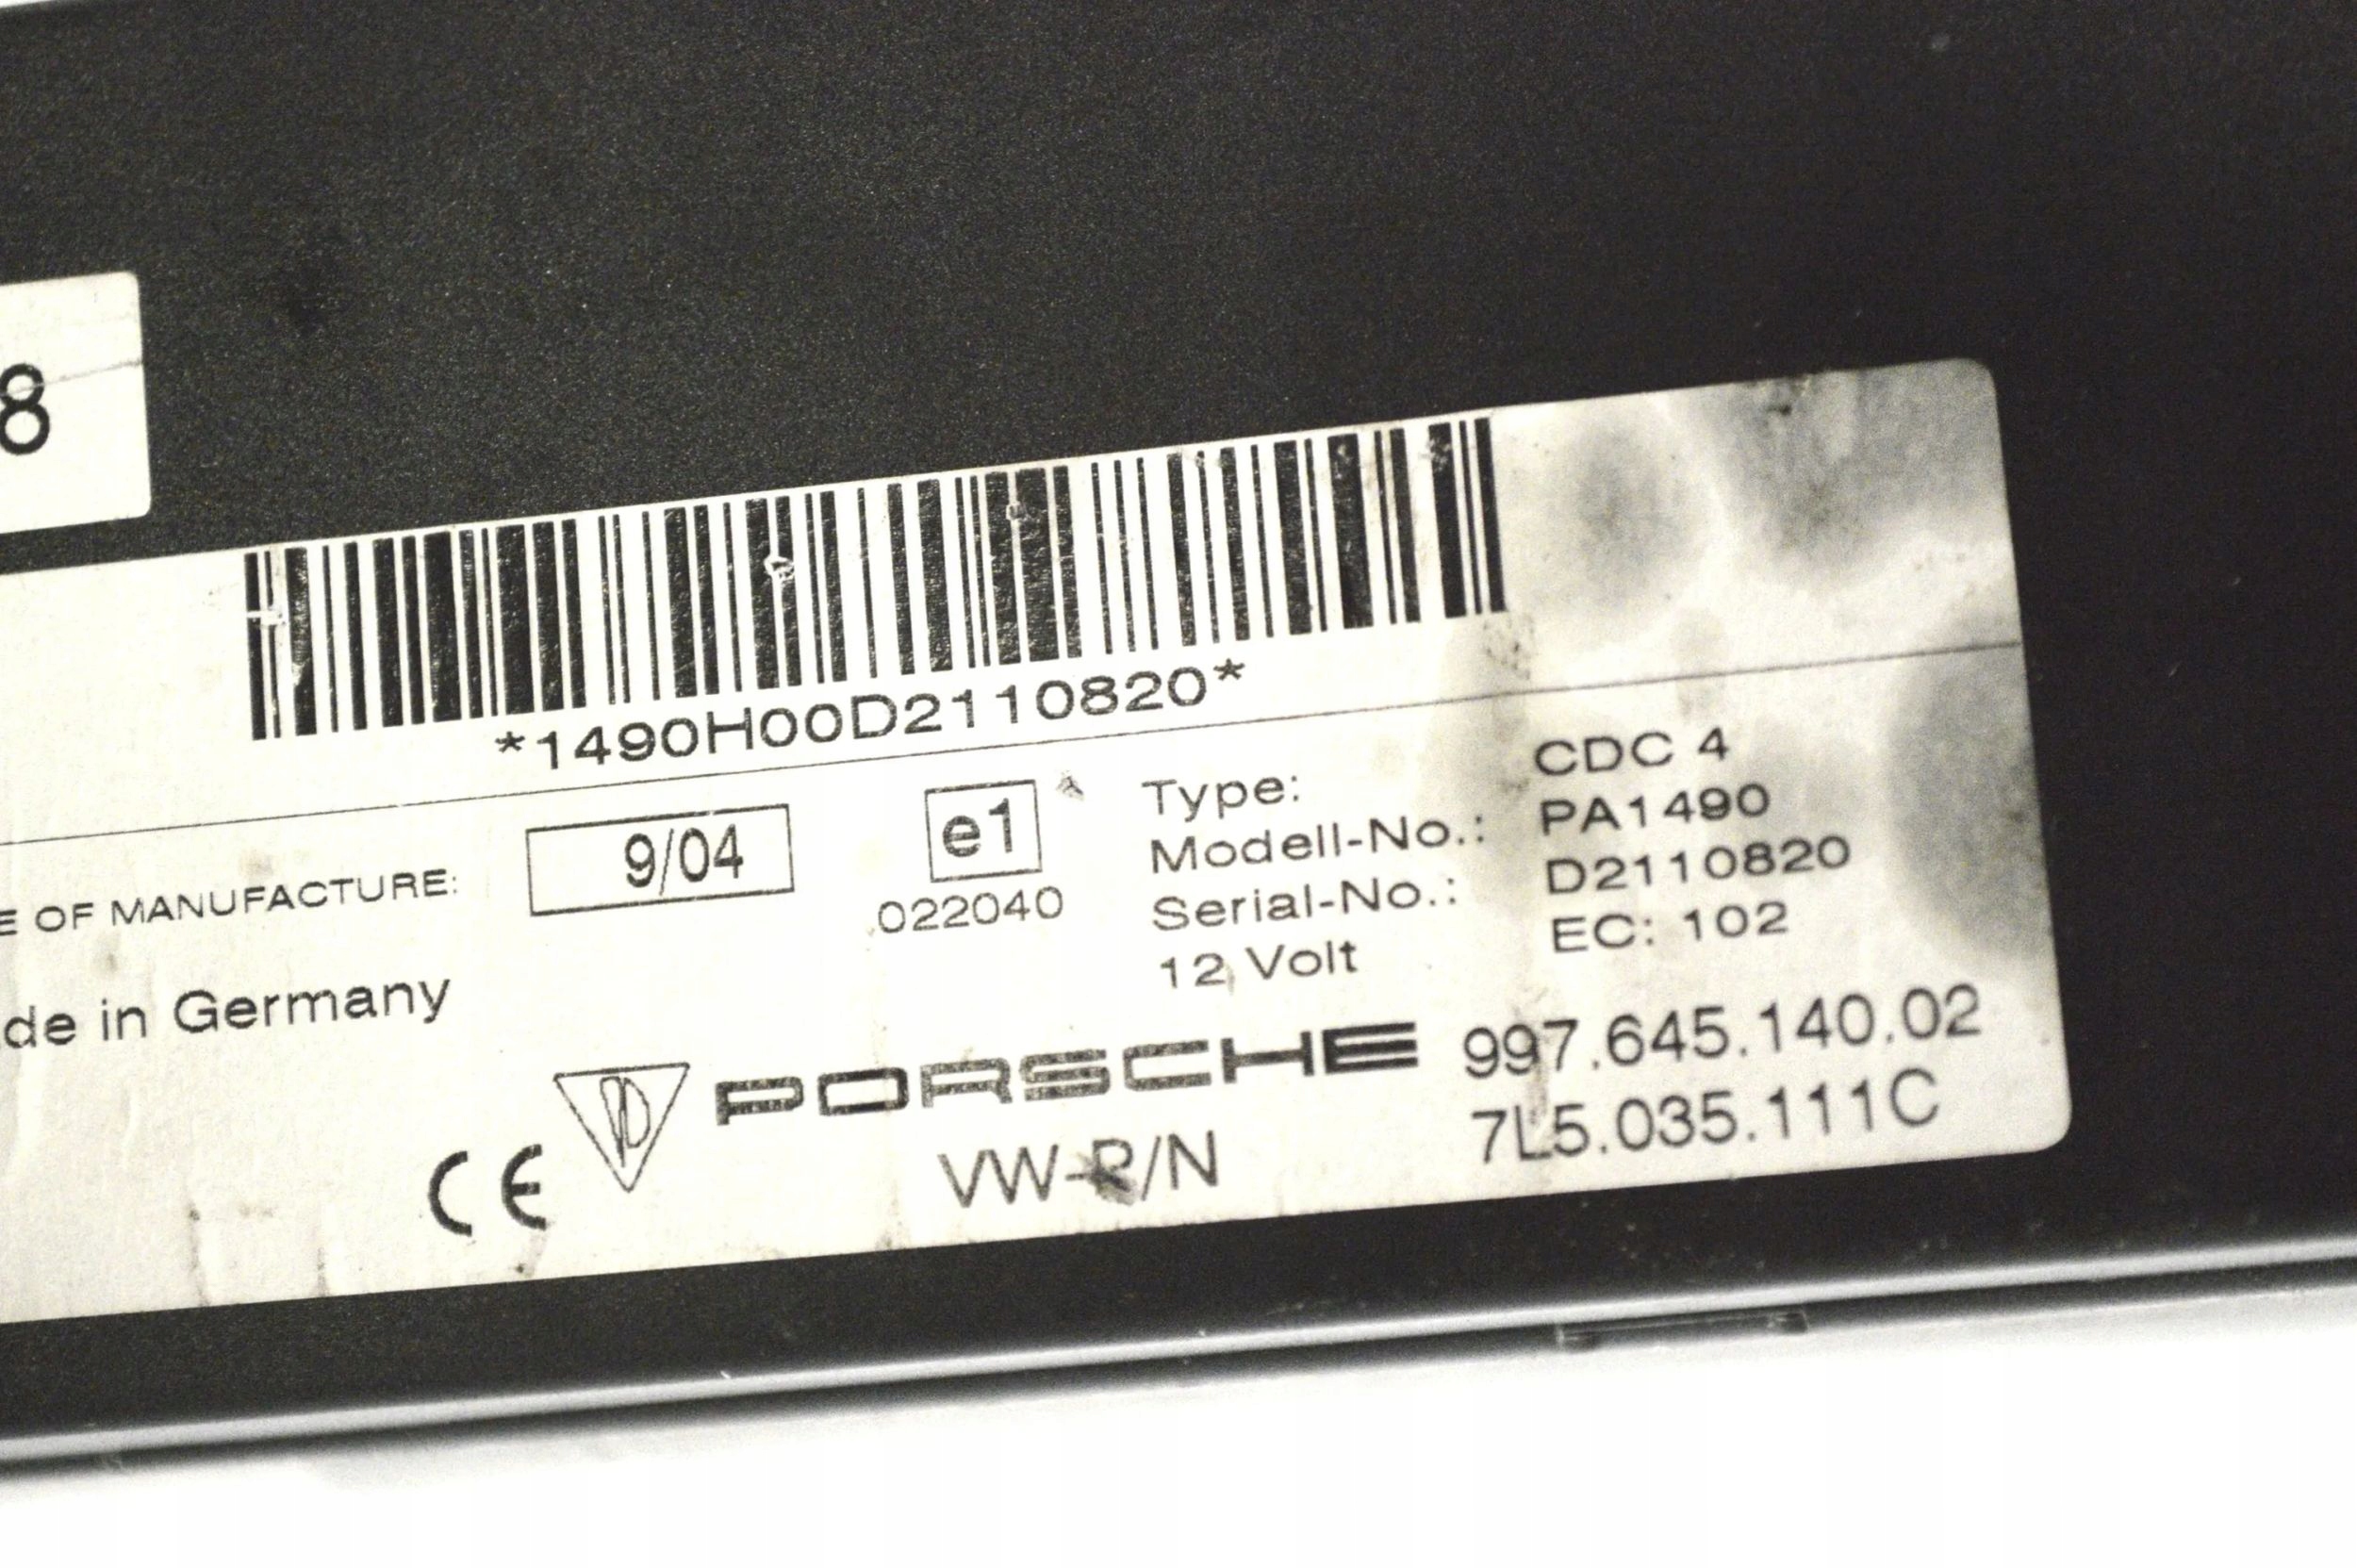 8
*1490H00D2110820*
E OF MANUFACTURE: 9/04
e1
022040
Type: CDC 4
Modell-No.: PA1490
Serial-No.: D2110820
12 Volt EC: 102
de in Germany
PORSCHE 997.645.140.02
CE VW-R/N 7L5.035.111C